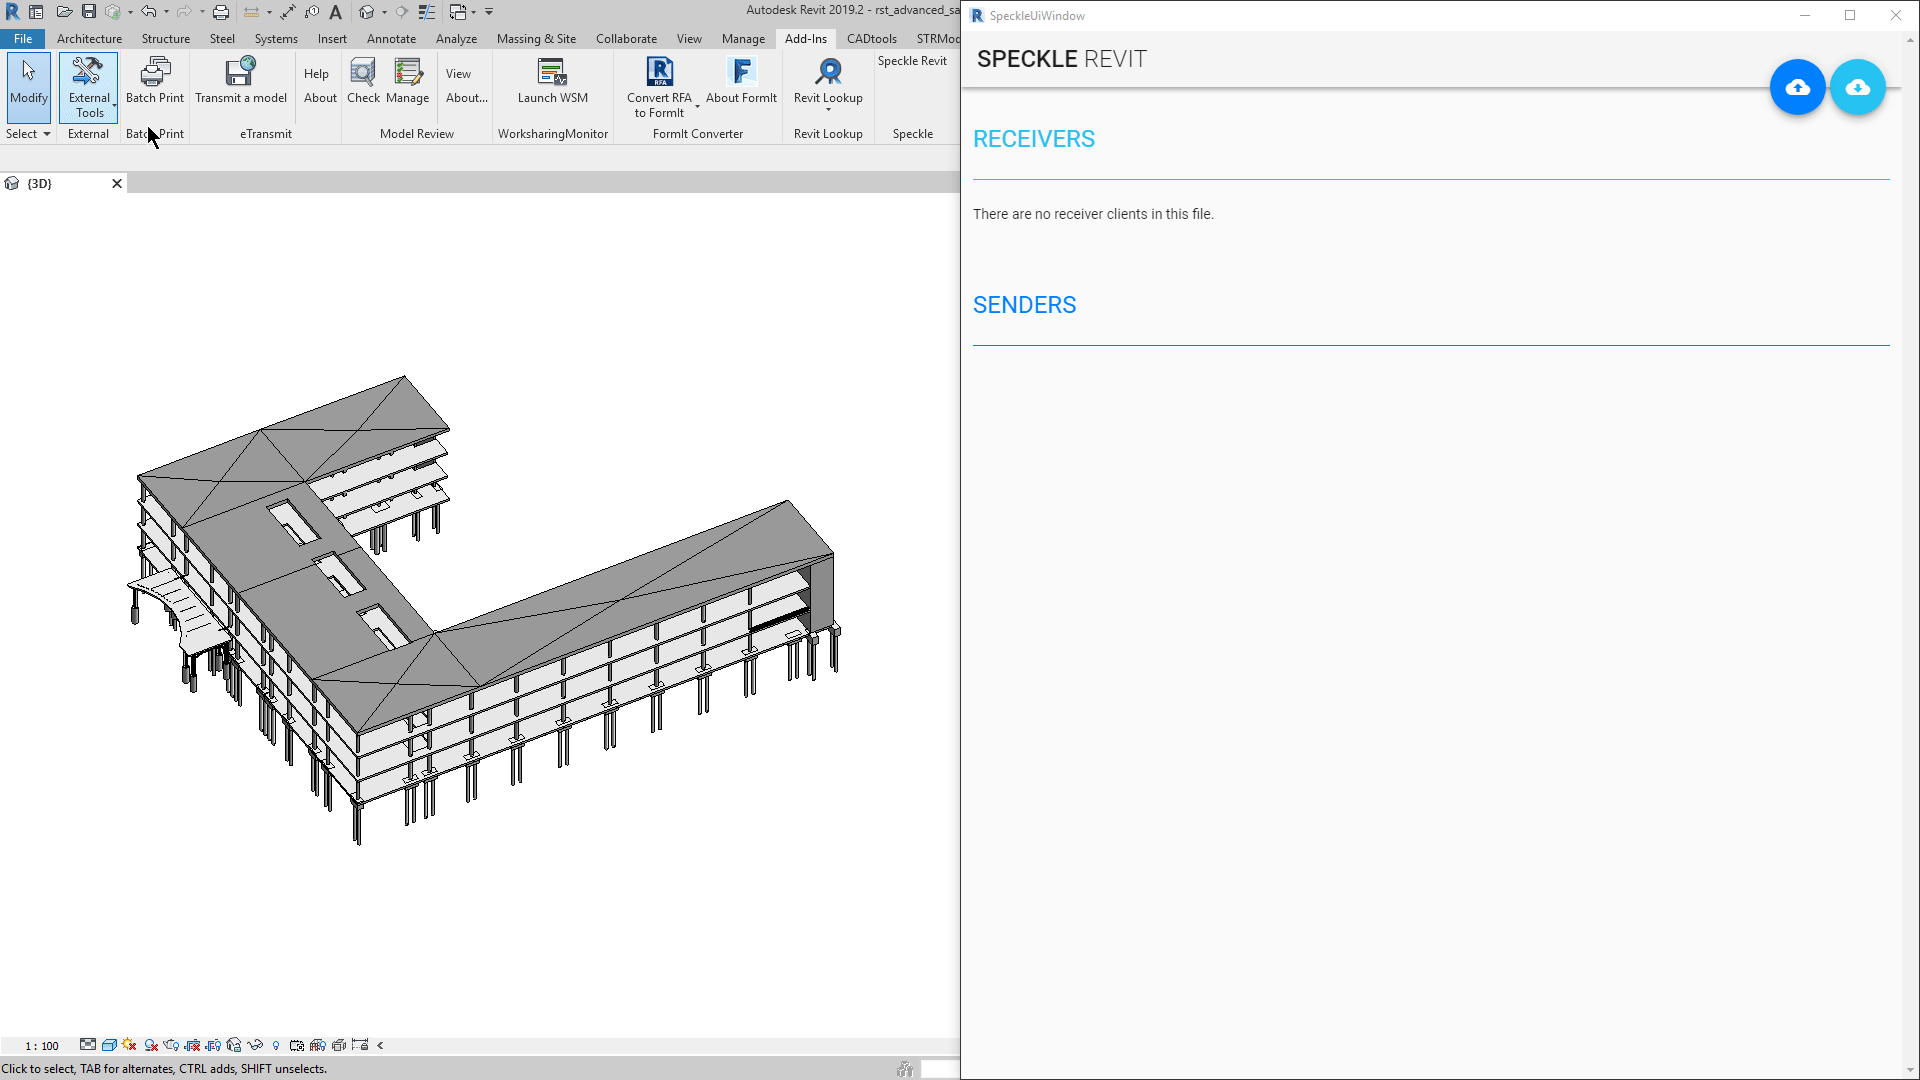 Autodesk Revit 2019.2 - rst_advanced_sa
File Architecture Structure Steel Systems Insert Annotate Analyze Massing & Site Collaborate View Manage Add-Ins CADtools STRMod
Modify
External
Tools
Batch Print
Transmit a model
Help
About
Check
Manage
View
About...
Launch WSM
Convert RFA
to FormIt
RFA
About FormIt
Revit Lookup
Speckle Revit
Select
External
Batch Print
eTransmit
Model Review
WorksharingMonitor
FormIt Converter
Revit Lookup
Speckle
{3D}
1 : 100
Click to select, TAB for alternates, CTRL adds, SHIFT unselects.
SpeckleUiWindow
SPECKLE REVIT
RECEIVERS
There are no receiver clients in this file.
SENDERS